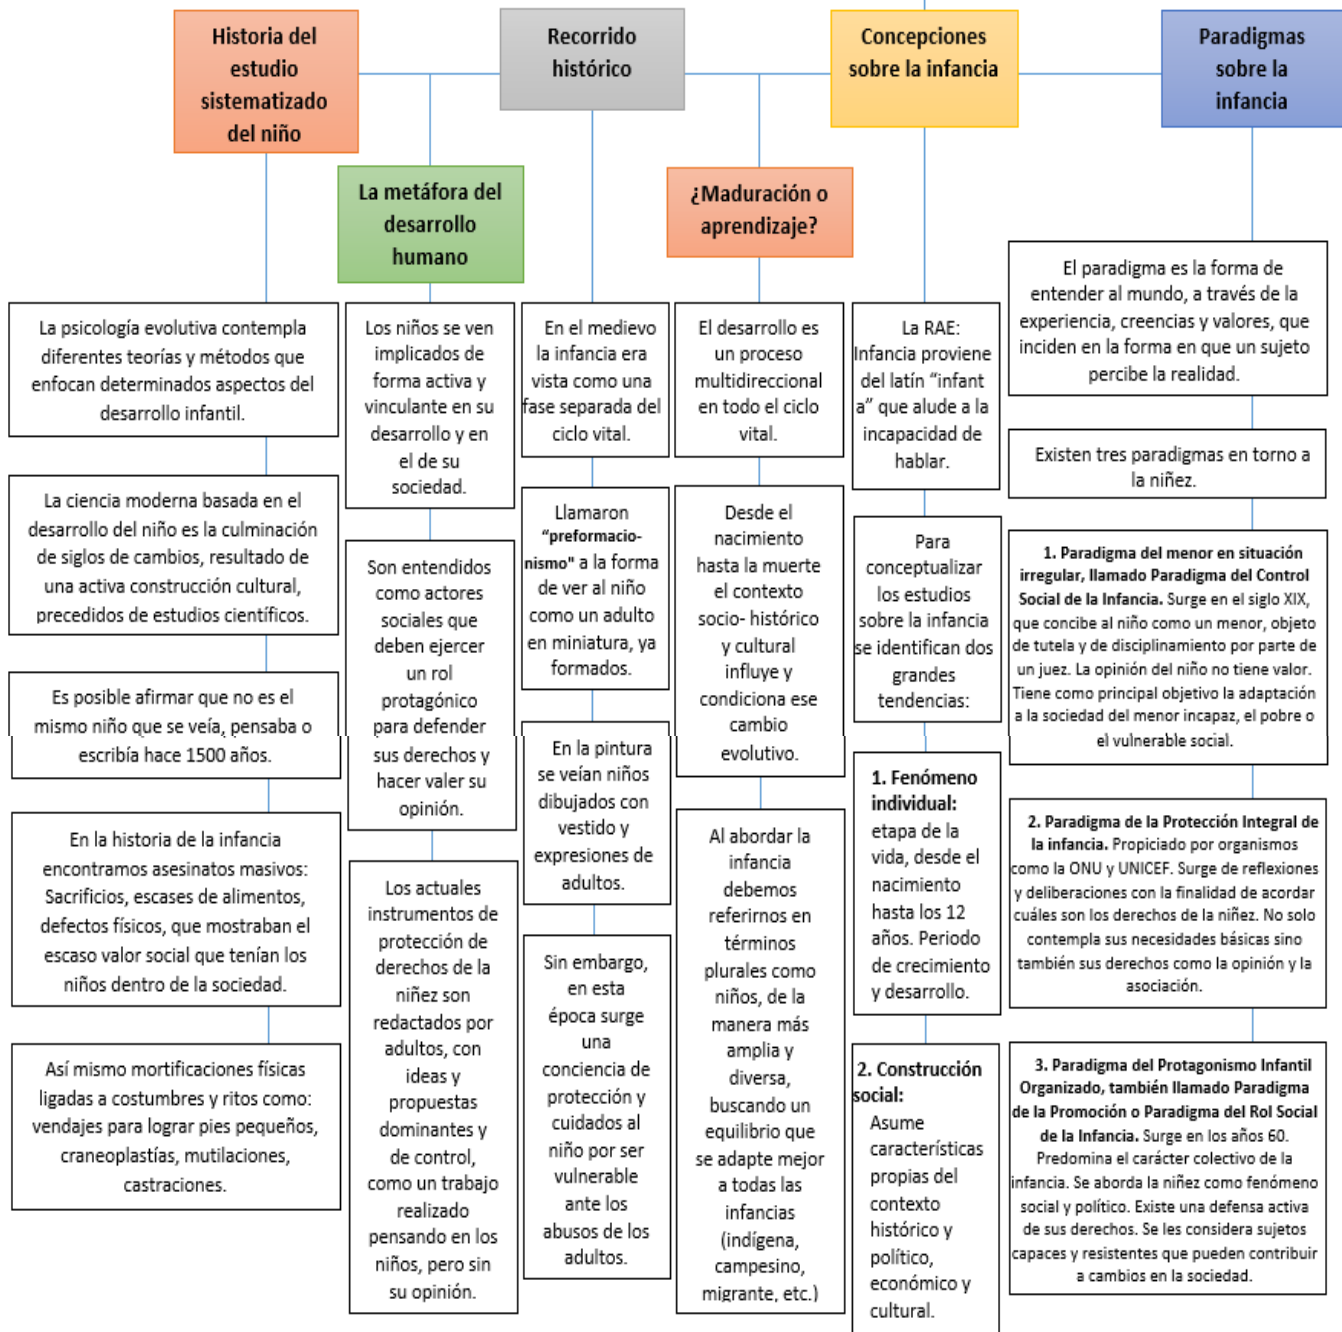 Historia del
estudio
sistematizado
del niño
Recorrido
histórico
Concepciones
sobre la infancia
Paradigmas
sobre la
infancia
La metáfora del
desarrollo
humano
¿Maduración o
aprendizaje?
La psicología evolutiva contempla
diferentes teorías y métodos que
enfocan determinados aspectos del
desarrollo infantil.
La ciencia moderna basada en el
desarrollo del niño es la culminación
de siglos de cambios, resultado de
una activa construcción cultural,
precedidos de estudios científicos.
Es posible afirmar que no es el
mismo niño que se veía, pensaba o
escribía hace 1500 años.
En la historia de la infancia
encontramos asesinatos masivos:
Sacrificios, escases de alimentos,
defectos físicos, que mostraban el
escaso valor social que tenían los
niños dentro de la sociedad.
Así mismo mortificaciones físicas
ligadas a costumbres y ritos como:
vendajes para lograr pies pequeños,
craneoplastías, mutilaciones,
castraciones.
Los niños se ven
implicados de
forma activa y
vinculante en su
desarrollo y en
el de su
sociedad.
Son entendidos
como actores
sociales que
deben ejercer
un rol
protagónico
para defender
sus derechos y
hacer valer su
opinión.
Los actuales
instrumentos de
protección de
derechos de la
niñez son
redactados por
adultos, con
ideas y
propuestas
dominantes y
de control,
como un trabajo
realizado
pensando en los
niños, pero sin
su opinión.
En el medievo
la infancia era
vista como una
fase separada del
ciclo vital.
Llamaron
"preformacio-
nismo" a la forma
de ver al niño
como un adulto
en miniatura, ya
formados.
En la pintura
se veían niños
dibujados con
vestido y
expresiones de
adultos.
Sin embargo,
en esta
época surge
una
conciencia de
protección y
cuidados al
niño por ser
vulnerable
ante los
abusos de los
adultos.
El desarrollo es
un proceso
multidireccional
en todo el ciclo
vital.
Desde el
nacimiento
hasta la muerte
el contexto
socio- histórico
y cultural
influye y
condiciona ese
cambio
evolutivo.
Al abordar la
infancia
debemos
referirnos en
términos
plurales como
niños, de la
manera más
amplia y
diversa,
buscando un
equilibrio que
se adapte mejor
a todas las
infancias
(indígena,
campesino,
migrante, etc.)
La RAE:
Infancia proviene
del latín “infant
a” que alude a la
incapacidad de
hablar.
Para
conceptualizar
los estudios
sobre la infancia
se identifican dos
grandes
tendencias:
1. Fenómeno
individual:
etapa de la
vida, desde el
nacimiento
hasta los 12
años. Periodo
de crecimiento
y desarrollo.
2. Construcción
social:
Asume
características
propias del
contexto
histórico y
político,
económico y
cultural.
El paradigma es la forma de
entender al mundo, a través de la
experiencia, creencias y valores, que
inciden en la forma en que un sujeto
percibe la realidad.
Existen tres paradigmas en torno a
la niñez.
1. Paradigma del menor en situación
irregular, llamado Paradigma del Control
Social de la Infancia. Surge en el siglo XIX,
que concibe al niño como un menor, objeto
de tutela y de disciplinamiento por parte de
un juez. La opinión del niño no tiene valor.
Tiene como principal objetivo la adaptación
a la sociedad del menor incapaz, el pobre o
el vulnerable social.
2. Paradigma de la Protección Integral de
la infancia. Propiciado por organismos
como la ONU y UNICEF. Surge de reflexiones
y deliberaciones con la finalidad de acordar
cuáles son los derechos de la niñez. No solo
contempla sus necesidades básicas sino
también sus derechos como la opinión y la
asociación.
3. Paradigma del Protagonismo Infantil
Organizado, también llamado Paradigma
de la Promoción o Paradigma del Rol Social
de la Infancia. Surge en los años 60.
Predomina el carácter colectivo de la
infancia. Se aborda la niñez como fenómeno
social y político. Existe una defensa activa
de sus derechos. Se les considera sujetos
capaces y resistentes que pueden contribuir
a cambios en la sociedad.